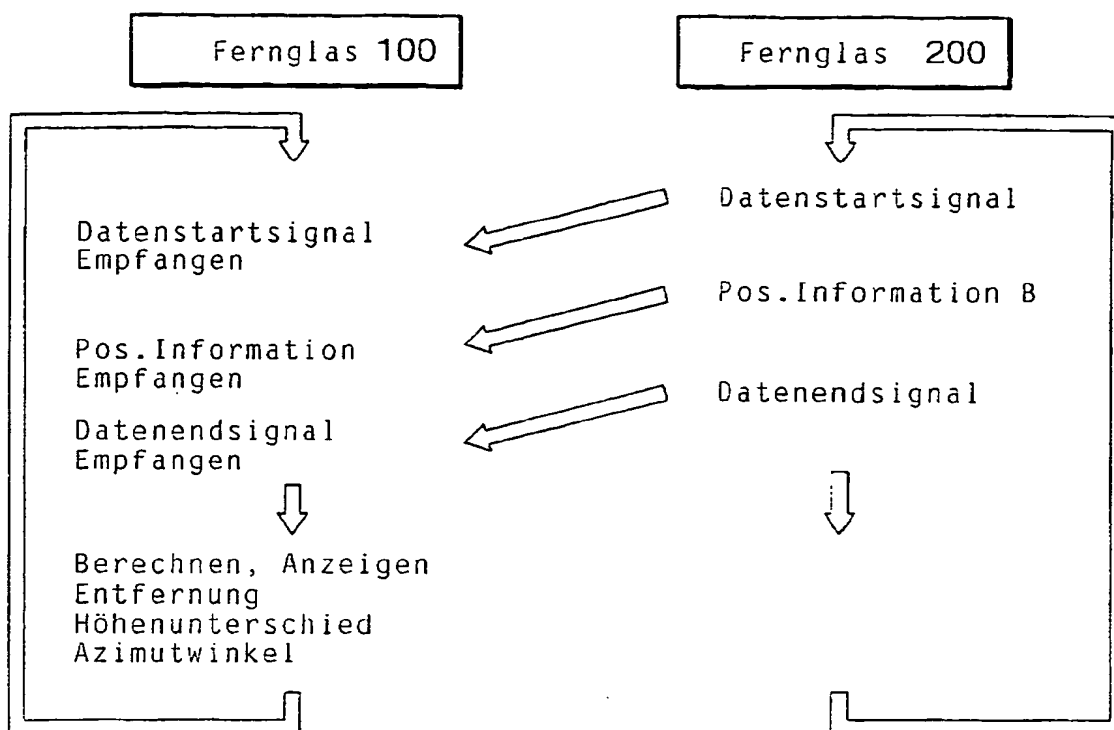 Fernglas 100
Fernglas 200
Datenstartsignal
Datenstartsignal
Empfangen
Pos.Information B
Pos.Information
Empfangen
Datenendsignal
Datenendsignal
Empfangen
Berechnen, Anzeigen
Entfernung
Höhenunterschied
Azimutwinkel